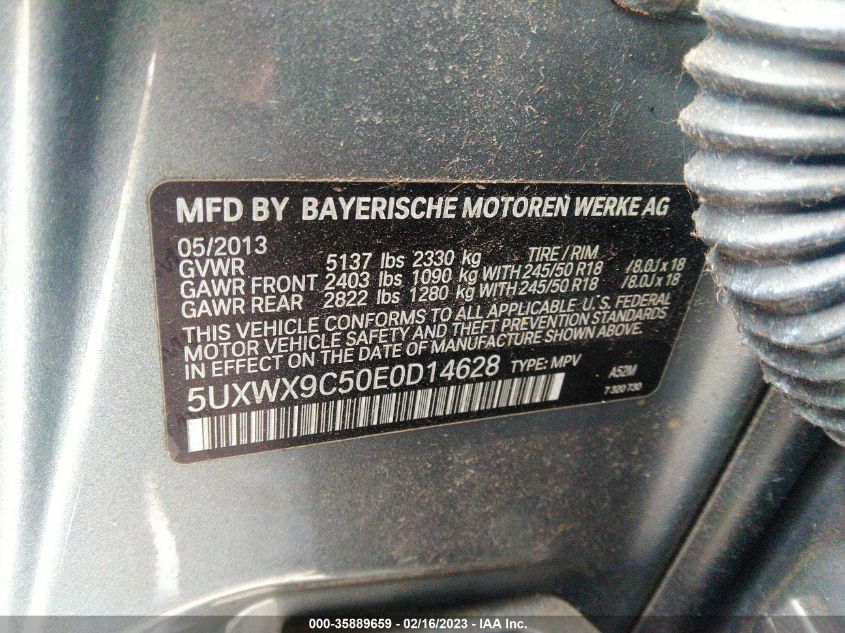 MFD BY BAYERISCHE MOTOREN WERKE AG
05/2013
GVWR 5137 lbs 2330 kg TIRE / RIM
GAWR FRONT 2403 lbs 1090 kg WITH 245/50 R18 /8.0J x 18
GAWR REAR 2822 lbs 1280 kg WITH 245/50 R18 /8.0J x 18
THIS VEHICLE CONFORMS TO ALL APPLICABLE U.S. FEDERAL
MOTOR VEHICLE SAFETY AND THEFT PREVENTION STANDARDS
IN EFFECT ON THE DATE OF MANUFACTURE SHOWN ABOVE.
5UXWX9C50E0D14628 TYPE: MPV A52M
7 320 730
000-35889659 - 02/16/2023 - IAA Inc.